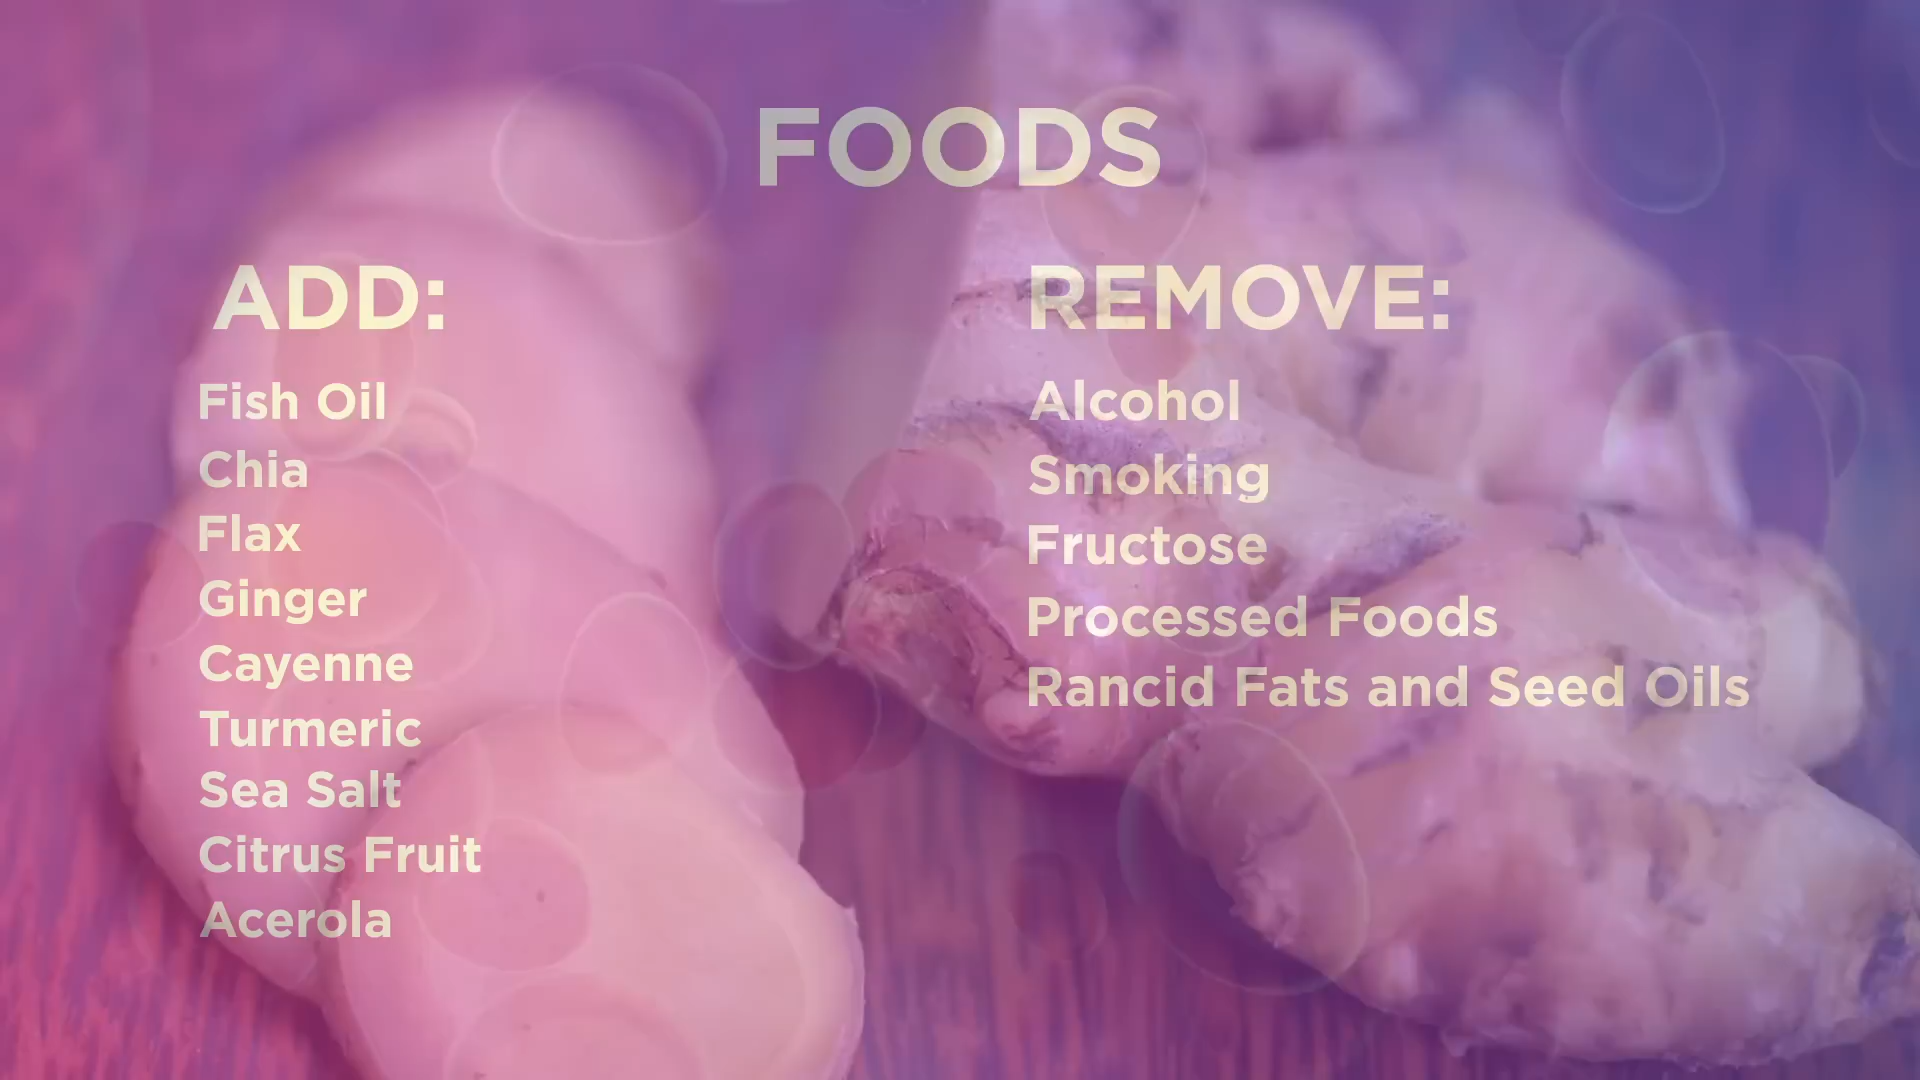 FOODS
ADD:
Fish Oil
Chia
Flax
Ginger
Cayenne
Turmeric
Sea Salt
Citrus Fruit
Acerola
REMOVE:
Alcohol
Smoking
Fructose
Processed Foods
Rancid Fats and Seed Oils